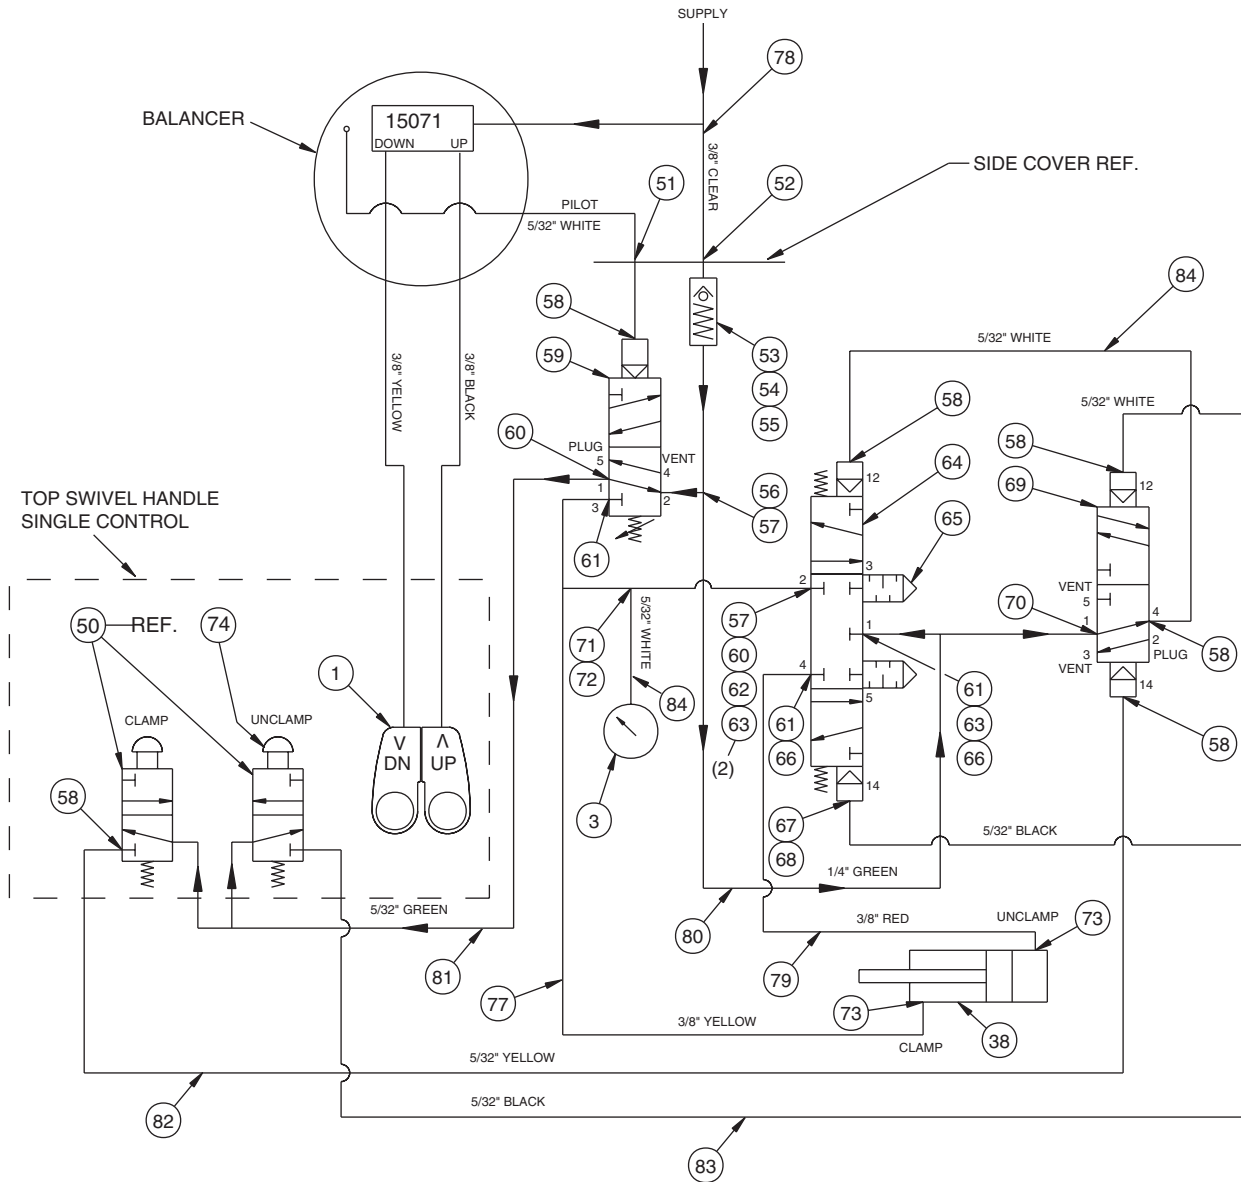 SUPPLY
78
BALANCER
15071
DOWN UP
3/8" CLEAR
51
52
SIDE COVER REF.
PILOT
5/32" WHITE
84
58
59
53
54
55
5/32" WHITE
3/8" YELLOW
3/8" BLACK
5/32" WHITE
58
58
60
PLUG
VENT
5
4
1
2
3
64
12
12
69
TOP SWIVEL HANDLE
SINGLE CONTROL
56
57
65
61
3
2
VENT
5
4
70
1
1
2
50 REF.
74
71
72
5/32" WHITE
57
60
62
63
(2)
3
PLUG
VENT
58
1
4
61
66
5
61
63
66
14
58
CLAMP
UNCLAMP
V
DN
Λ
UP
84
58
3
67
68
14
5/32" BLACK
1/4" GREEN
5/32" GREEN
80
3/8" RED
UNCLAMP
73
81
79
77
73
38
3/8" YELLOW
CLAMP
5/32" YELLOW
82
5/32" BLACK
83